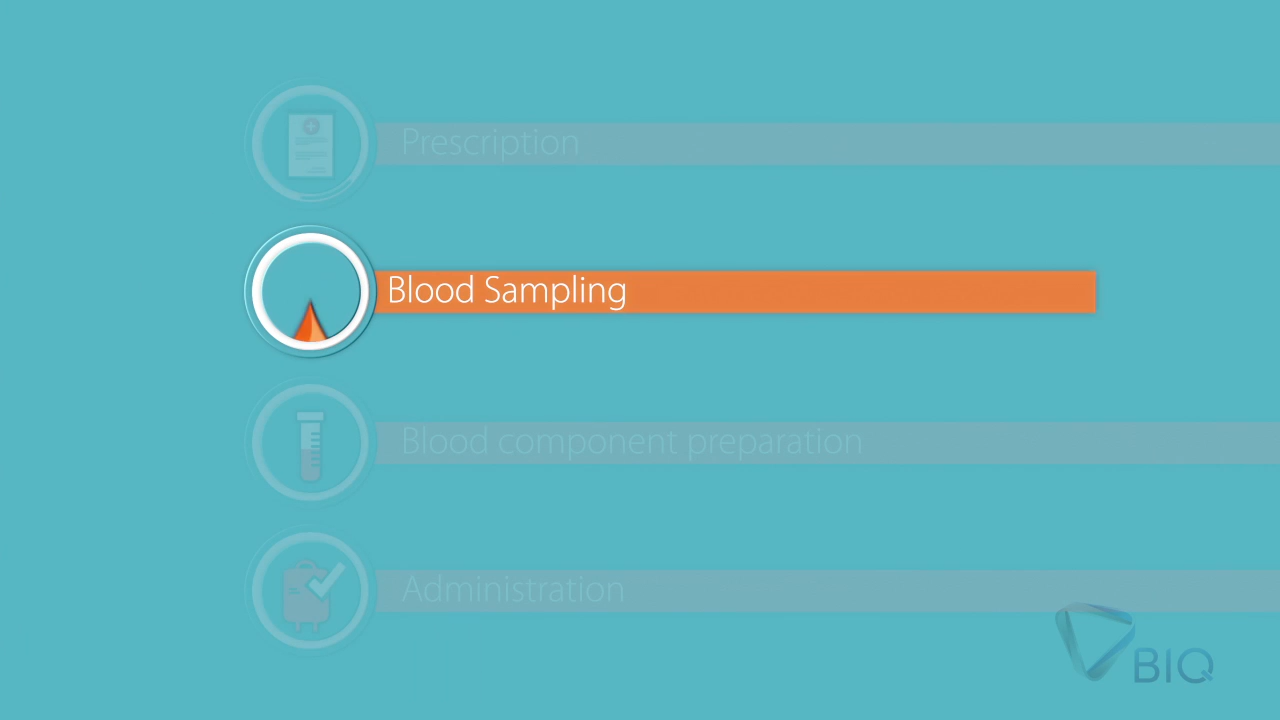 Prescription
Blood Sampling
Blood component preparation
Administration
BIQ